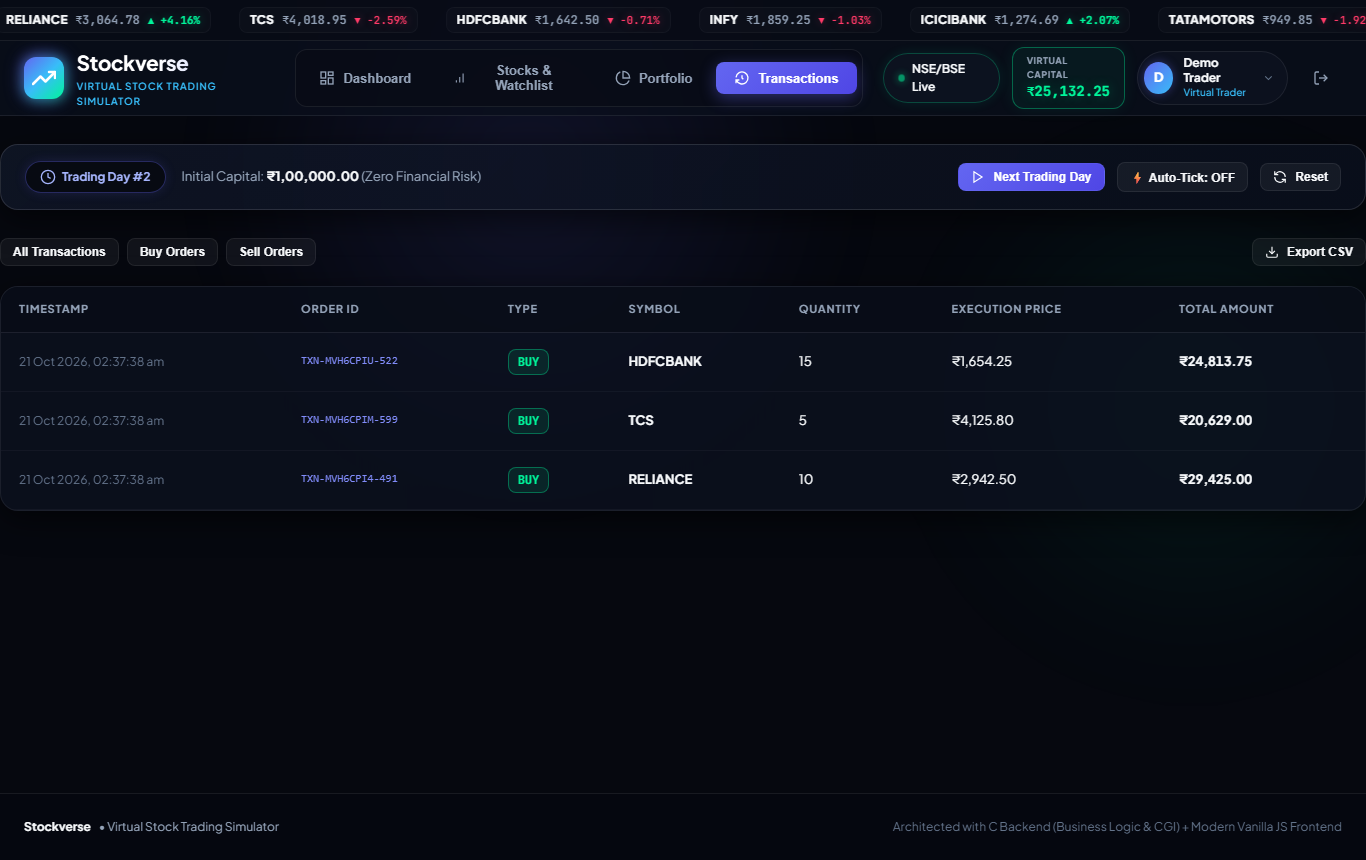 RELIANCE ₹3,064.78 ▲ +4.16% TCS ₹4,018.95 ▼ -2.59% HDFCBANK ₹1,642.50 ▼ -0.71% INFY ₹1,859.25 ▼ -1.03% ICICIBANK ₹1,274.69 ▲ +2.07% TATAMOTORS ₹949.85 ▼ -1.92
Stockverse
VIRTUAL STOCK TRADING
SIMULATOR
Dashboard
Stocks &
Watchlist
Portfolio
Transactions
NSE/BSE
Live
VIRTUAL
CAPITAL
₹25,132.25
D
Demo
Trader
Virtual Trader
Trading Day #2 Initial Capital: ₹1,00,000.00 (Zero Financial Risk) Next Trading Day Auto-Tick: OFF Reset
All Transactions Buy Orders Sell Orders Export CSV
TIMESTAMP ORDER ID TYPE SYMBOL QUANTITY EXECUTION PRICE TOTAL AMOUNT
21 Oct 2026, 02:37:38 am TXN-MVH6CPIU-522 BUY HDFCBANK 15 ₹1,654.25 ₹24,813.75
21 Oct 2026, 02:37:38 am TXN-MVH6CPIM-599 BUY TCS 5 ₹4,125.80 ₹20,629.00
21 Oct 2026, 02:37:38 am TXN-MVH6CPI4-491 BUY RELIANCE 10 ₹2,942.50 ₹29,425.00
Stockverse • Virtual Stock Trading Simulator Architected with C Backend (Business Logic & CGI) + Modern Vanilla JS Frontend